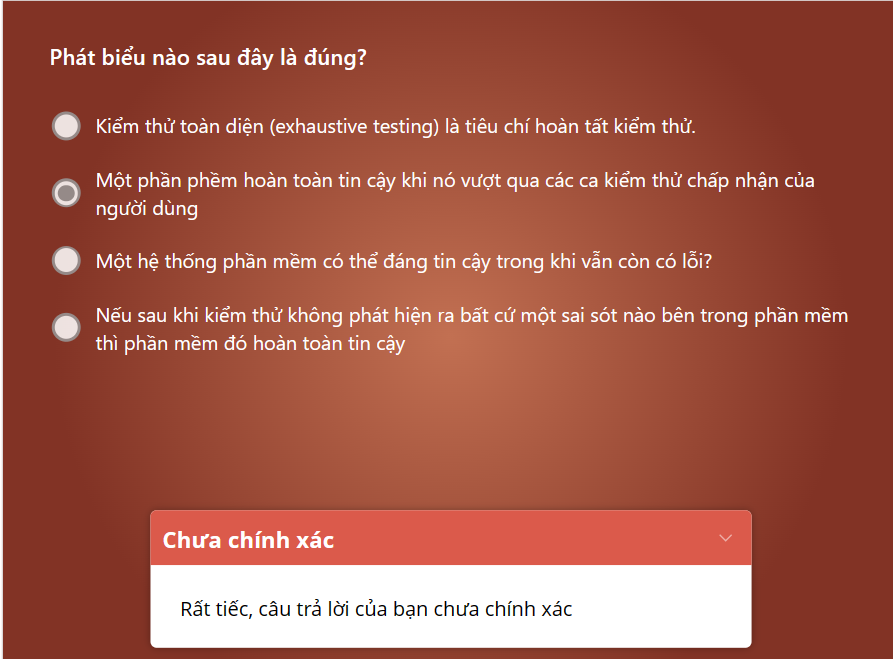 Phát biểu nào sau đây là đúng?
Kiểm thử toàn diện (exhaustive testing) là tiêu chí hoàn tất kiểm thử.
Một phần phềm hoàn toàn tin cậy khi nó vượt qua các ca kiểm thử chấp nhận của
người dùng
Một hệ thống phần mềm có thể đáng tin cậy trong khi vẫn còn có lỗi?
Nếu sau khi kiểm thử không phát hiện ra bất cứ một sai sót nào bên trong phần mềm
thì phần mềm đó hoàn toàn tin cậy
Chưa chính xác
Rất tiếc, câu trả lời của bạn chưa chính xác